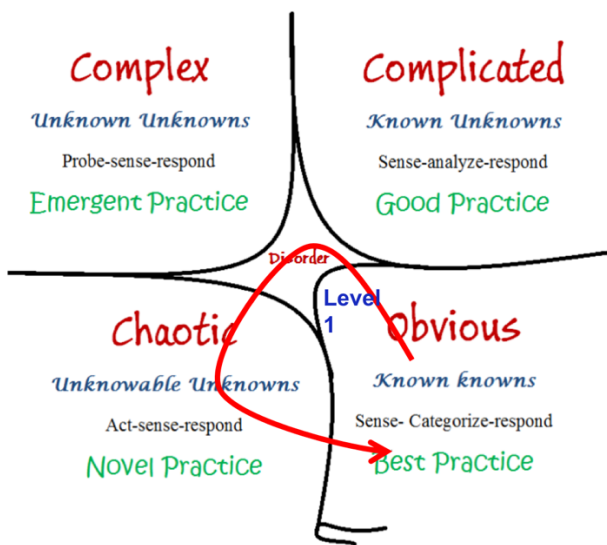 Complex
Unknown Unknowns
Probe-sense-respond
Emergent Practice
Complicated
Known Unknowns
Sense-analyze-respond
Good Practice
Disorder
Level
1
Chaotic
Unknowable Unknowns
Act-sense-respond
Novel Practice
Obvious
Known knowns
Sense- Categorize-respond
Best Practice